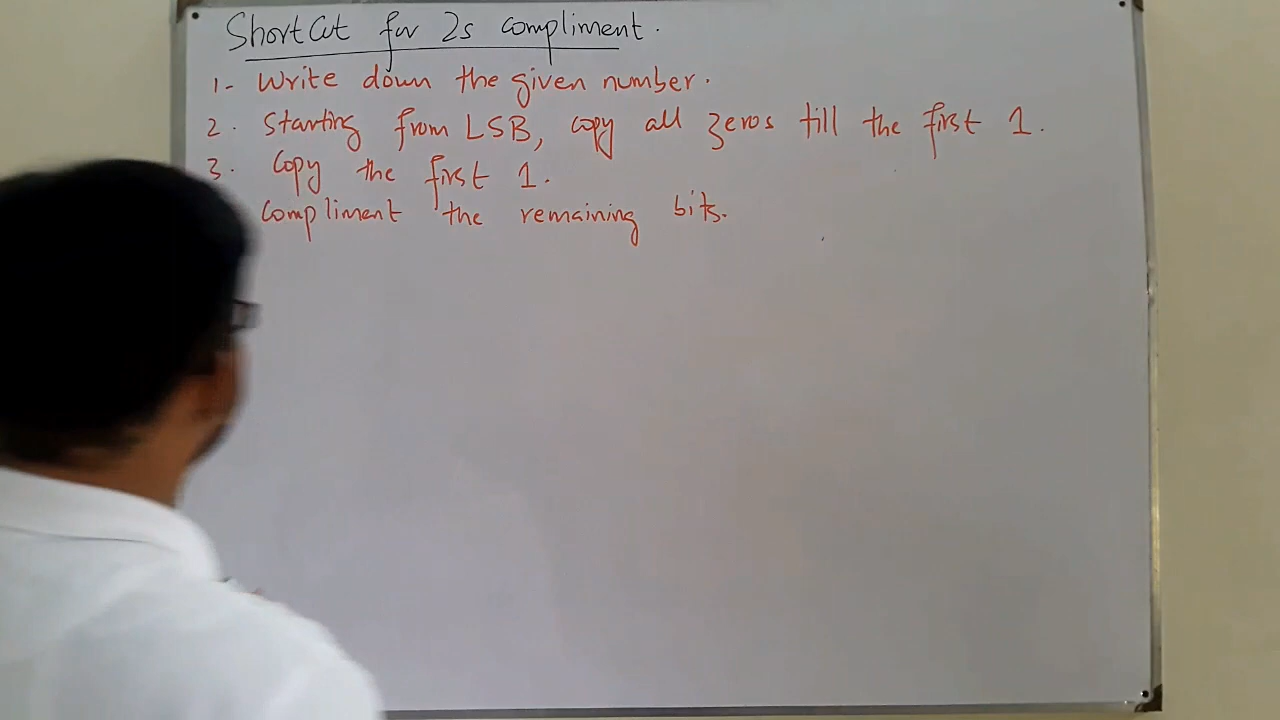 ShortCut for 2s compliment.
1- Write down the given number.
2. Starting from LSB, copy all zeros till the first 1.
3. Copy the first 1.
Compliment the remaining bits.